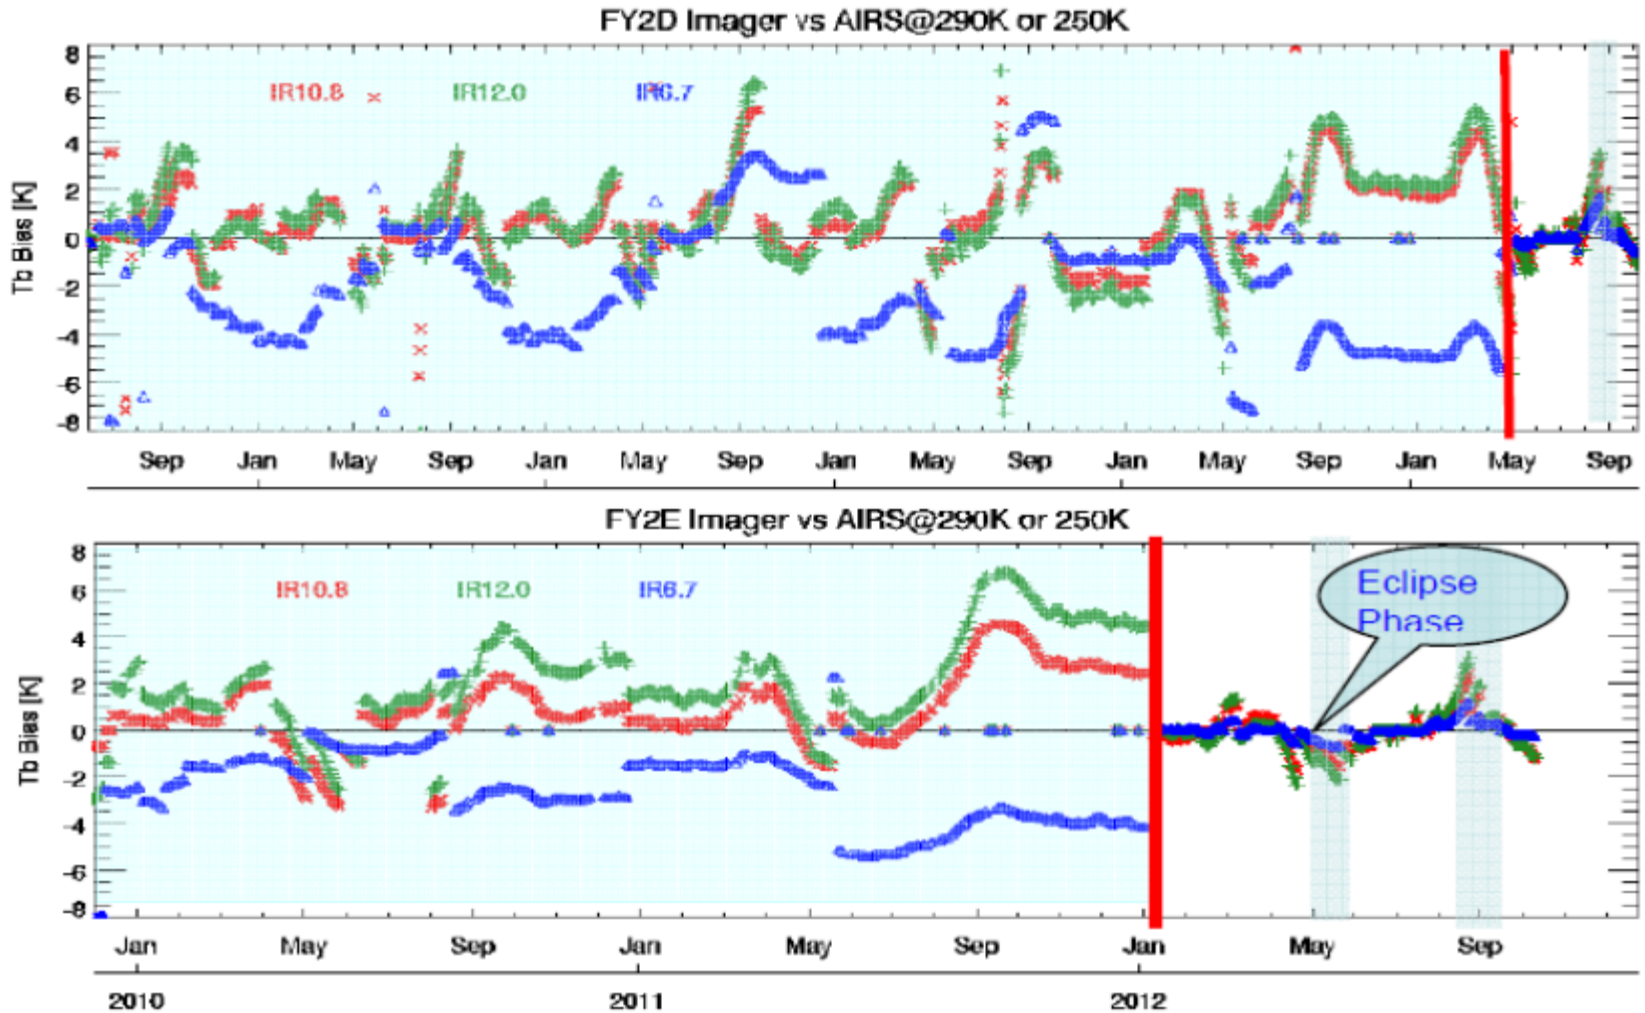 FY2D Imager vs AIRS@290K or 250K
8
6
4
2
0
-2
-4
-6
-8
Tb Bias [K]
IR10.8 IR12.0 IR6.7
Sep Jan May Sep Jan May Sep Jan May Sep Jan May Sep Jan May Sep
FY2E Imager vs AIRS@290K or 250K
8
6
4
2
0
-2
-4
-6
-8
Tb Bias [K]
IR10.8 IR12.0 IR6.7
Eclipse
Phase
Jan May Sep Jan May Sep Jan May Sep
2010 2011 2012